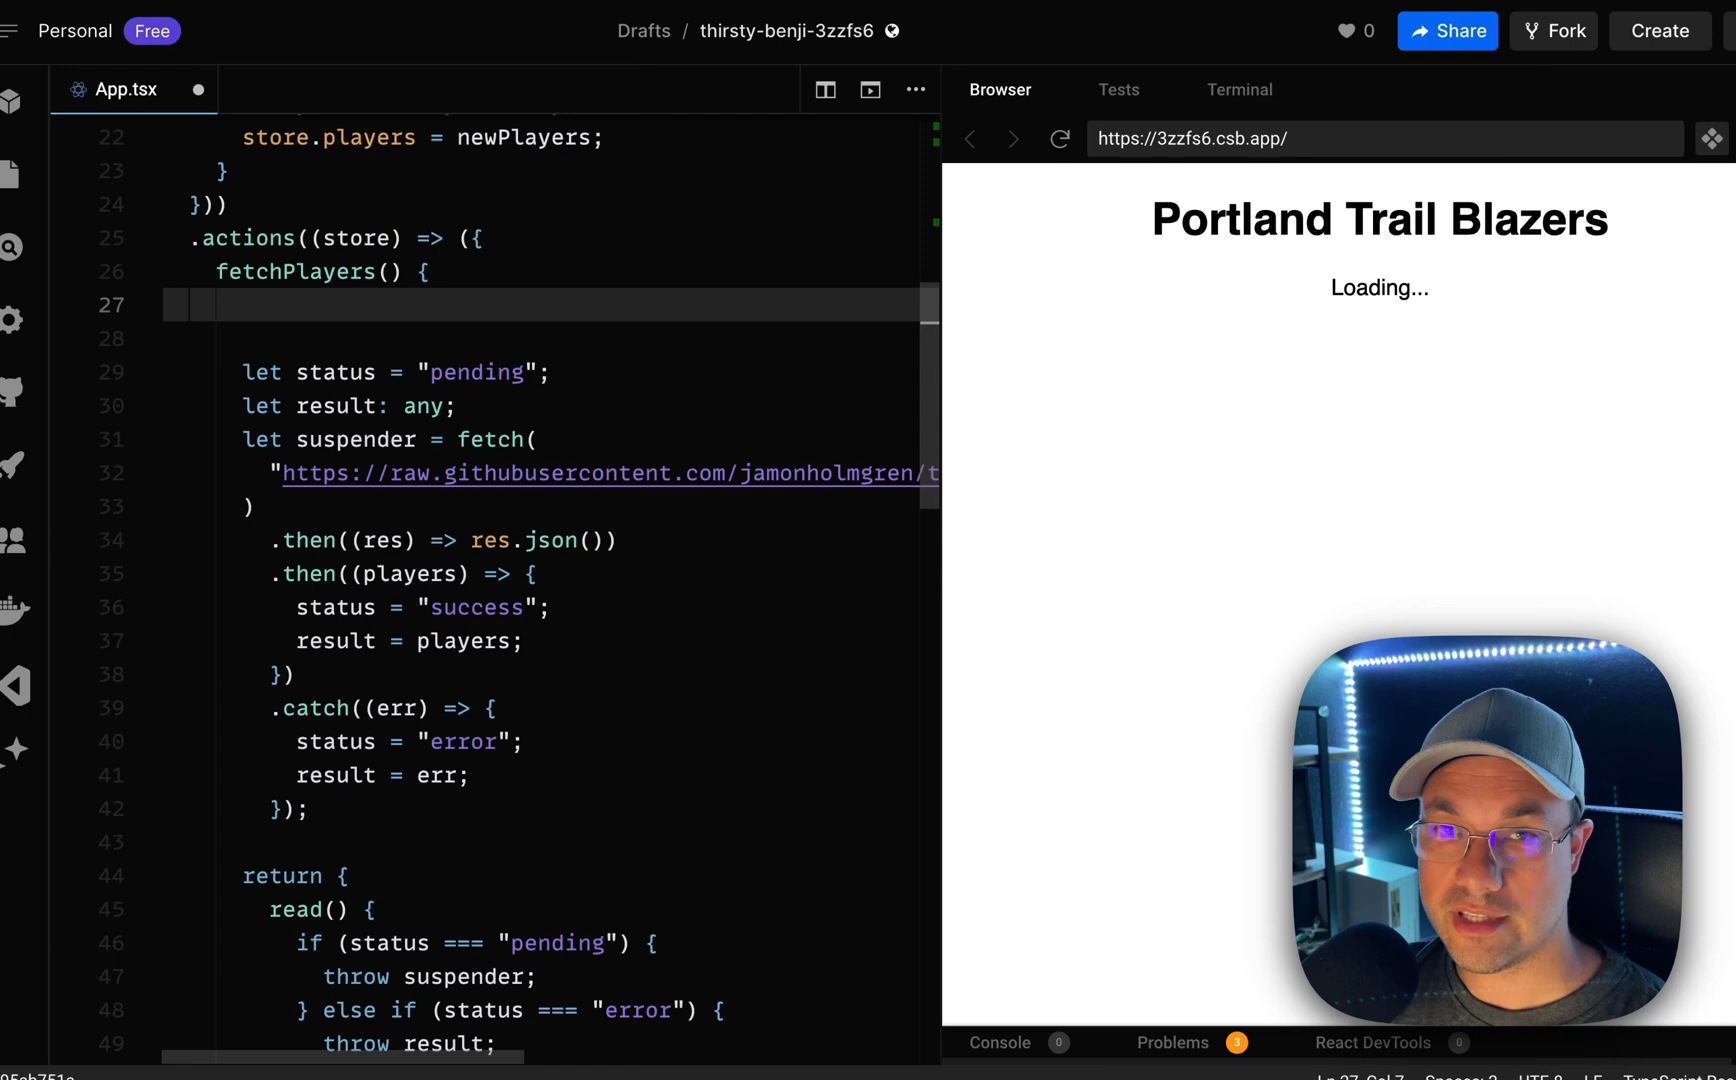 Personal Free
Drafts / thirsty-benji-3zzfs6
0 Share Fork Create
App.tsx
22 store.players = newPlayers;
23 }
24 }))
25 .actions((store) => ({
26 fetchPlayers() {
27
28
29 let status = "pending";
30 let result: any;
31 let suspender = fetch(
32 "https://raw.githubusercontent.com/jamonholmgren/t
33 )
34 .then((res) => res.json())
35 .then((players) => {
36 status = "success";
37 result = players;
38 })
39 .catch((err) => {
40 status = "error";
41 result = err;
42 });
43
44 return {
45 read() {
46 if (status === "pending") {
47 throw suspender;
48 } else if (status === "error") {
49 throw result;
Browser Tests Terminal
https://3zzfs6.csb.app/
Portland Trail Blazers
Loading...
Console 0 Problems 3 React DevTools 0